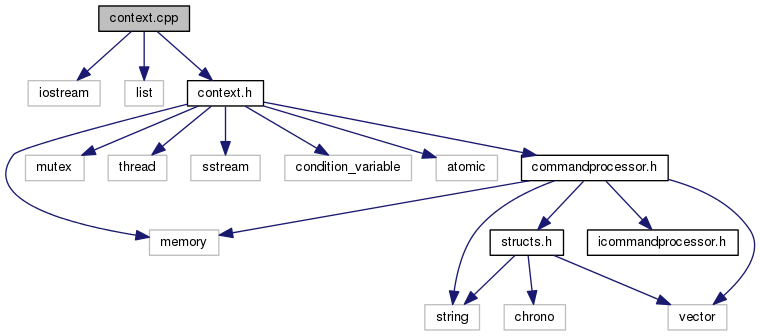 context.cpp
iostream
list
context.h
mutex
thread
sstream
condition_variable
atomic
commandprocessor.h
memory
structs.h
icommandprocessor.h
string
chrono
vector